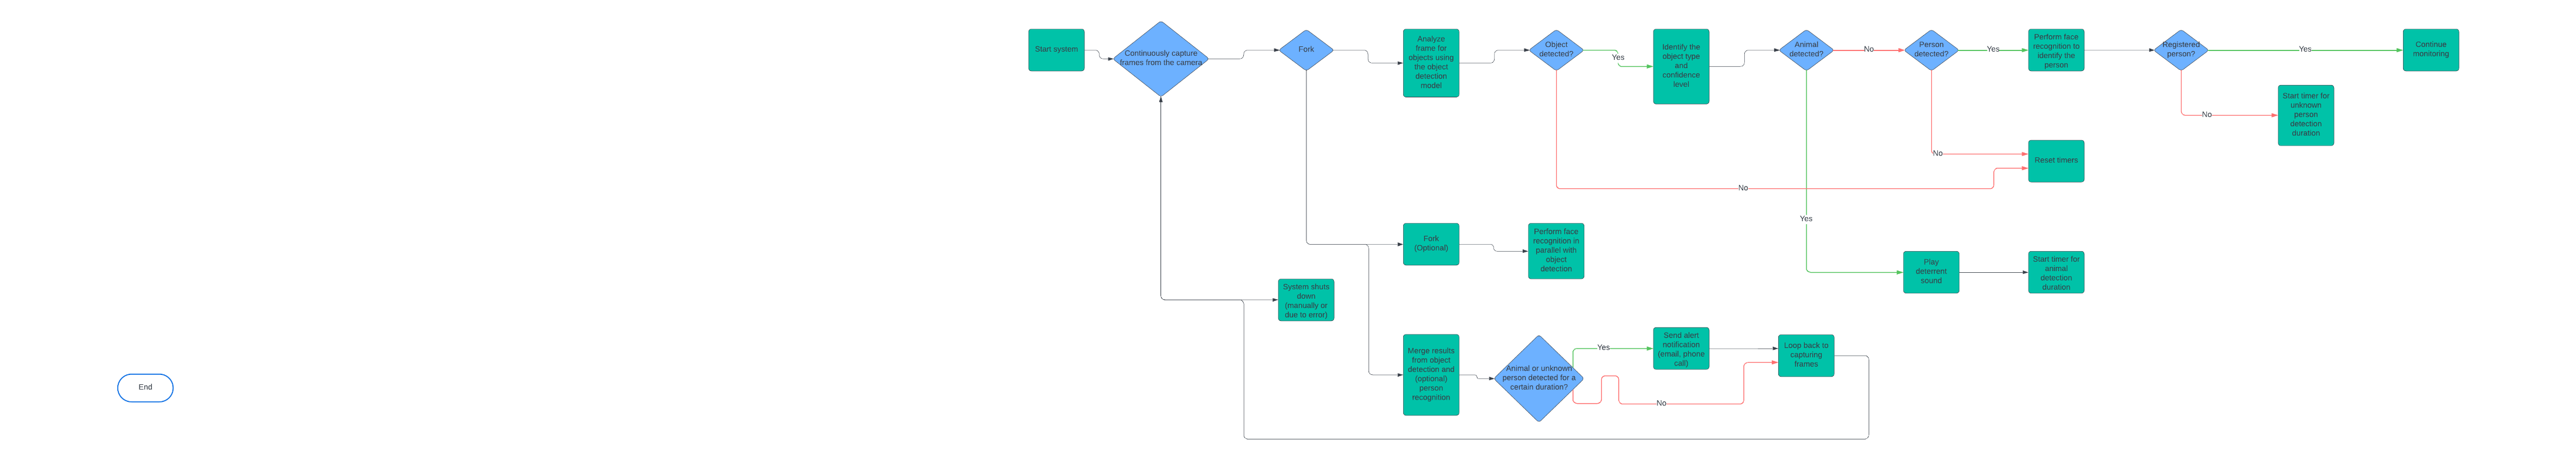 Start system
Continuously capture
frames from the camera
Fork
Analyze
frame for
objects using
the object
detection
model
Object
detected?
Yes
Identify the
object type
and
confidence
level
Animal
detected?
No
Person
detected?
Yes
Perform face
recognition to
identify the
person
Registered
person?
Yes
Continue
monitoring
No
Start timer for
unknown
person
detection
duration
No
Reset timers
No
Yes
Fork
(Optional)
Perform face
recognition in
parallel with
object
detection
Play
deterrent
sound
Start timer for
animal
detection
duration
System shuts
down
(manually or
due to error)
Merge results
from object
detection and
(optional)
person
recognition
Animal or unknown
person detected for a
certain duration?
Yes
Send alert
notification
(email, phone
call)
No
Loop back to
capturing
frames
End